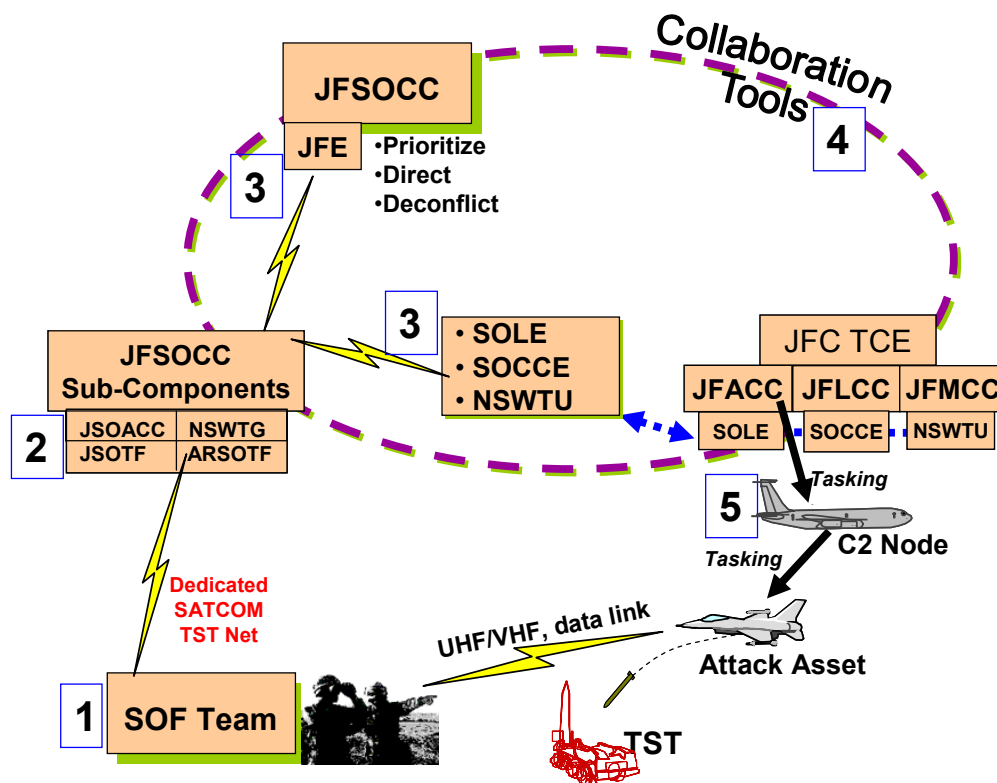 Collaboration
Tools
4
JFSOCC
JFE
3
•Prioritize
•Direct
•Deconflict
3
• SOLE
• SOCCE
• NSWTU
JFSOCC
Sub-Components
2
JSOACC NSWTG
JSOTF ARSOTF
JFC TCE
JFACC JFLCC JFMCC
SOLE SOCCE NSWTU
Tasking
5
C2 Node
Tasking
Dedicated
SATCOM
TST Net
UHF/VHF, data link
Attack Asset
1
SOF Team
TST